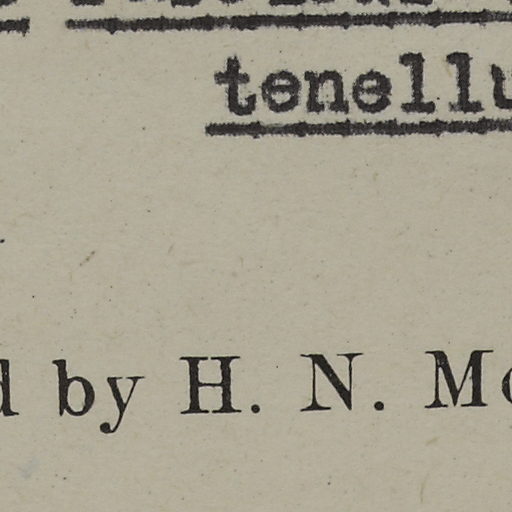 tenellu
d by H. N. Mo